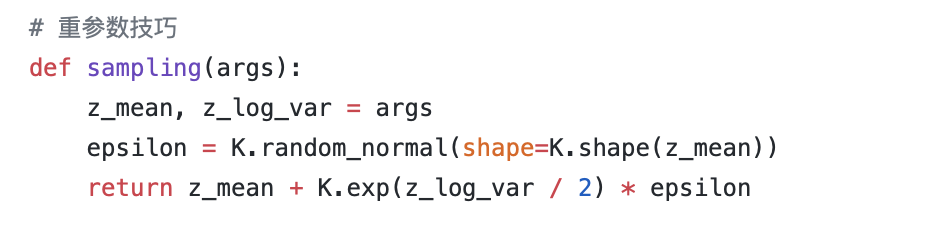 # 重参数技巧
def sampling(args):
    z_mean, z_log_var = args
    epsilon = K.random_normal(shape=K.shape(z_mean))
    return z_mean + K.exp(z_log_var / 2) * epsilon